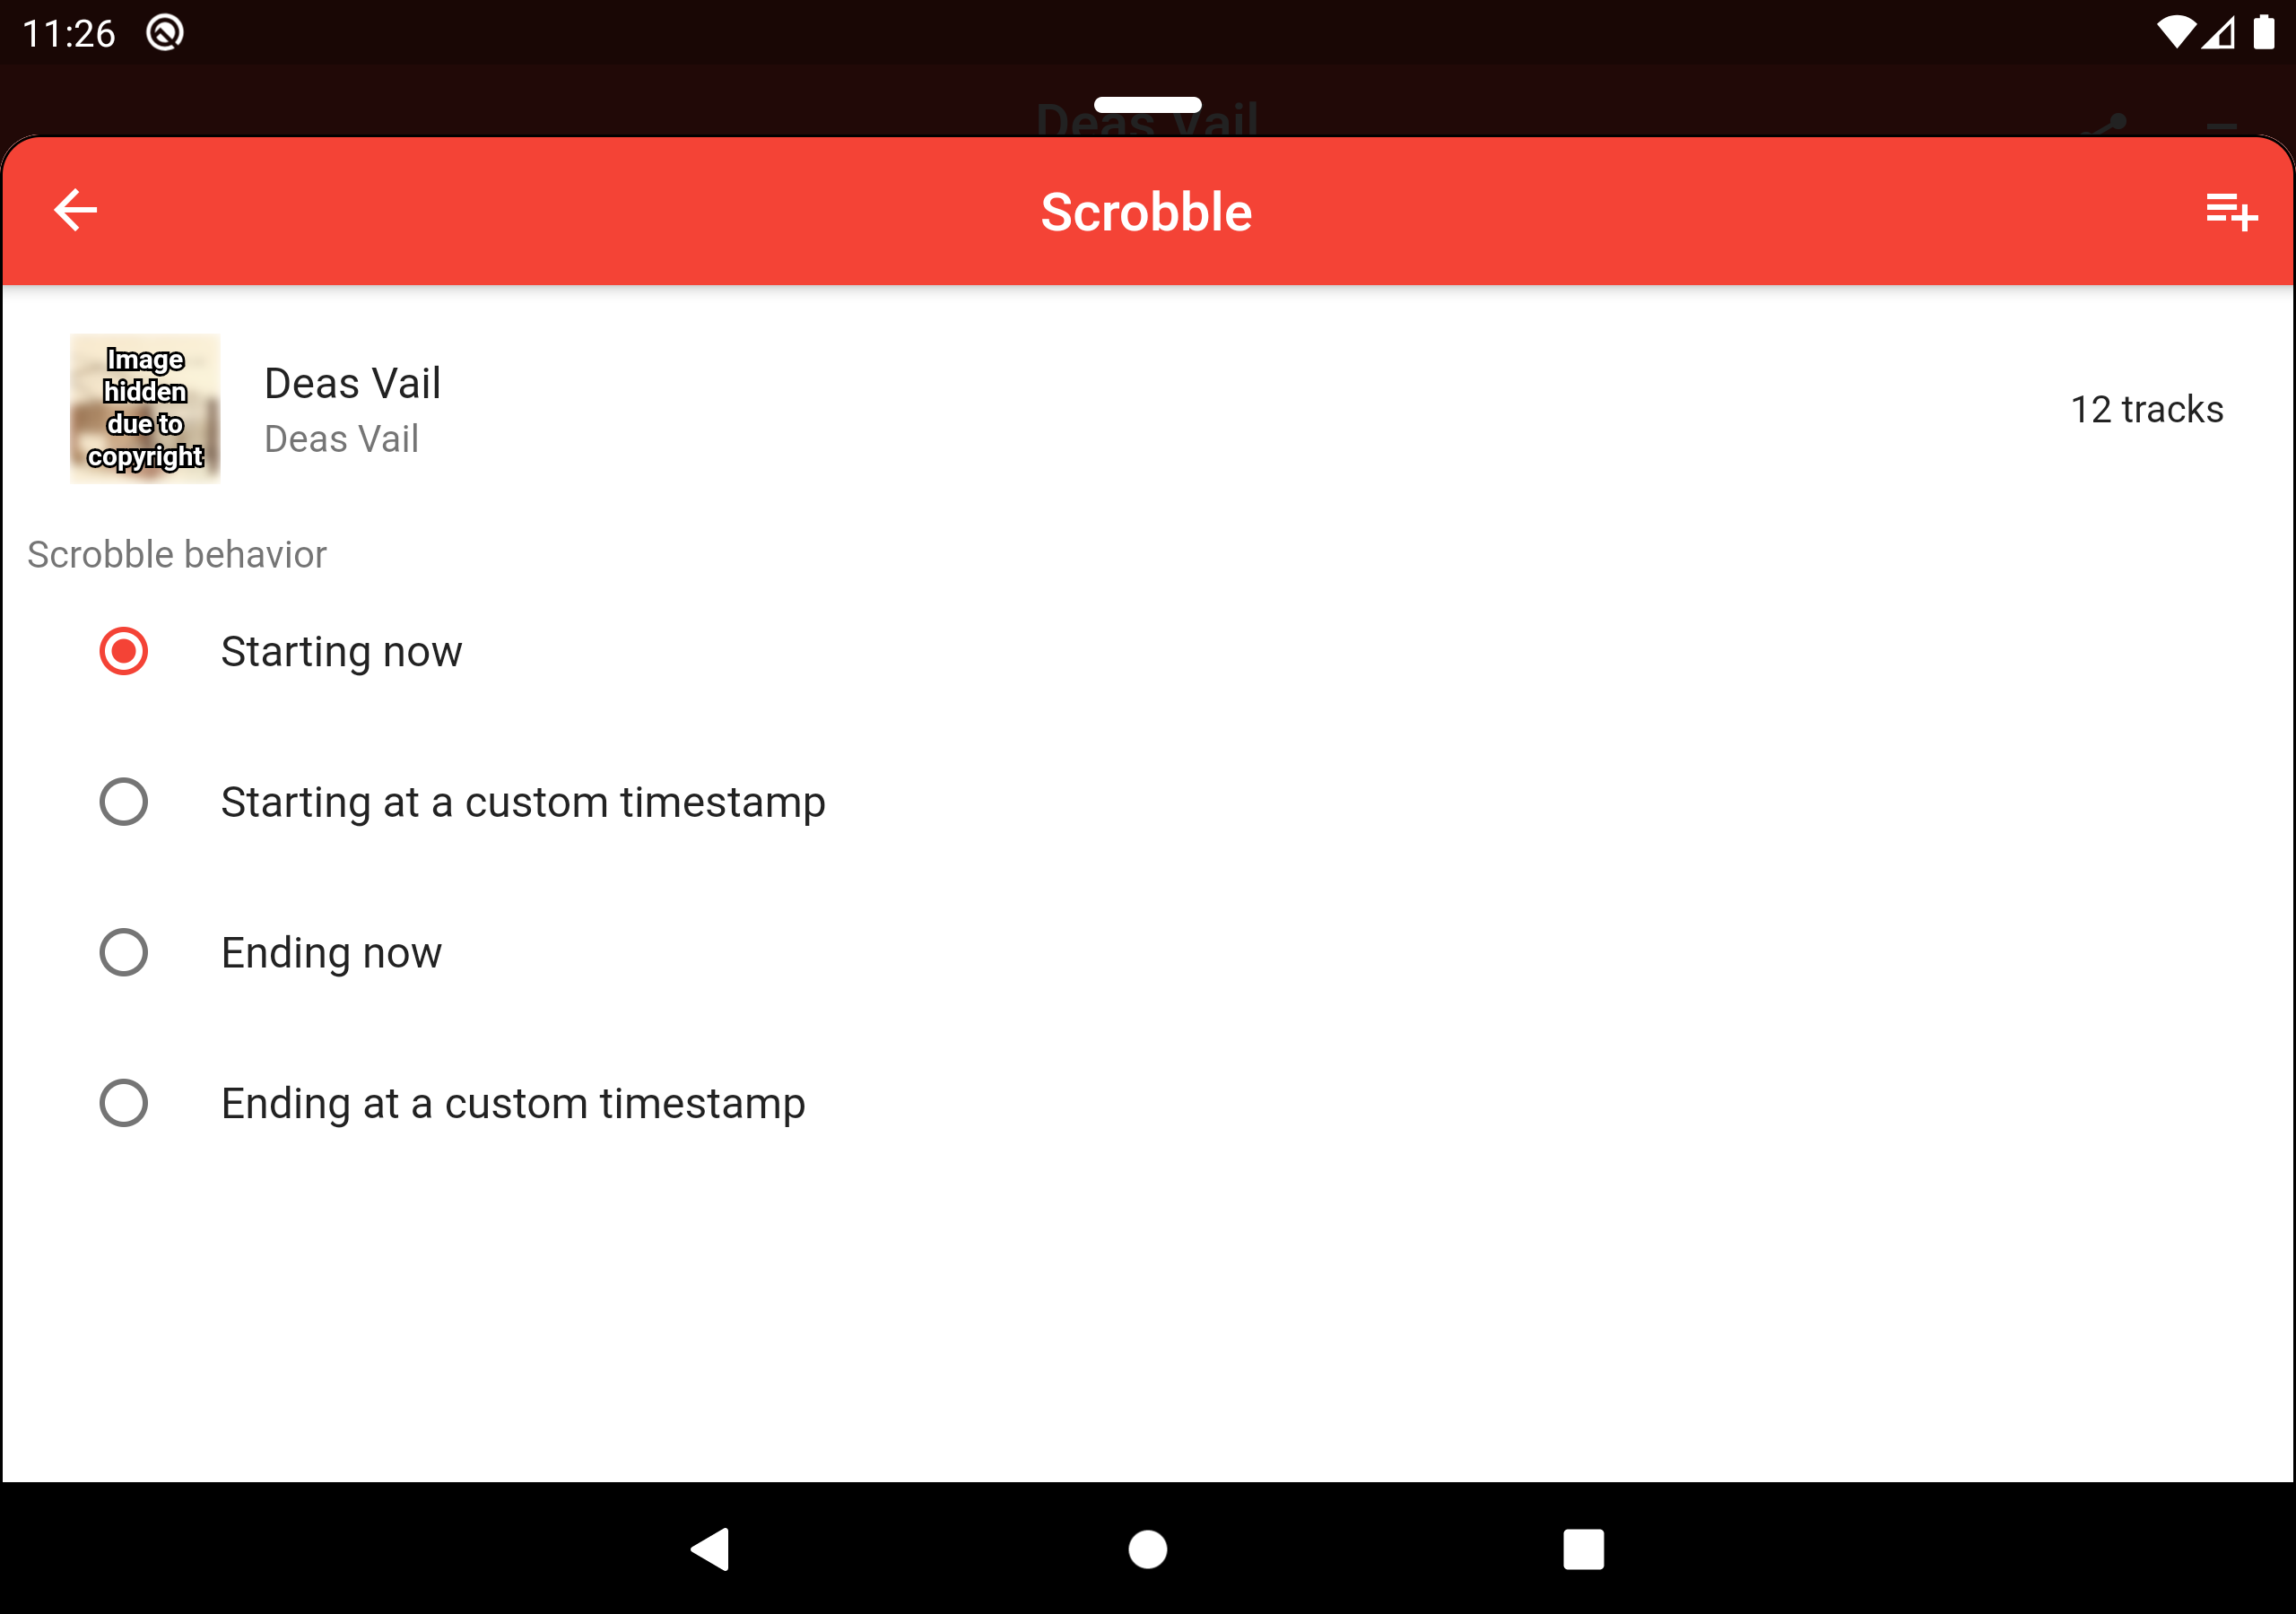 11:26
Deas Vail
Scrobble
Image
hidden
due to
copyright
Deas Vail
Deas Vail
12 tracks
Scrobble behavior
Starting now
Starting at a custom timestamp
Ending now
Ending at a custom timestamp